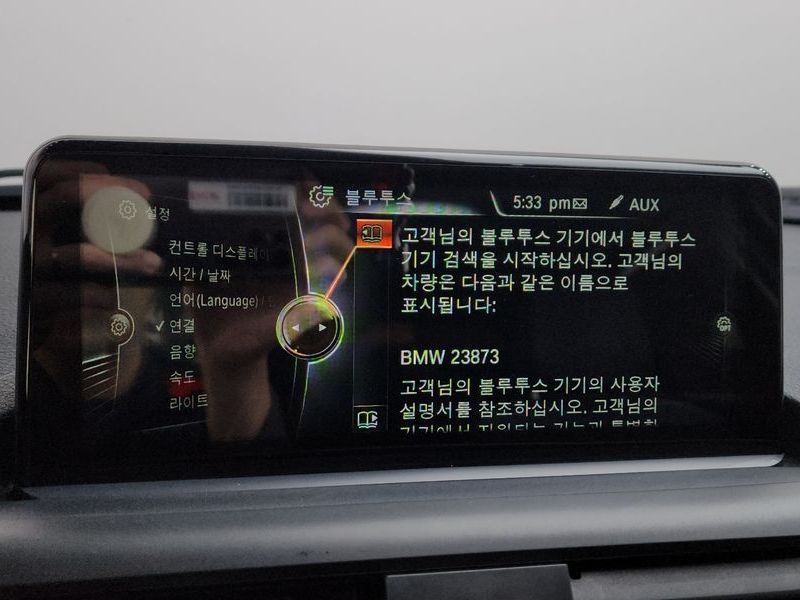 설정
블루투스
5:33 pm
AUX
컨트롤 디스플레이
시간 / 날짜
언어(Language) /
✓ 연결
음향
속도
라이트
고객님의 블루투스 기기에서 블루투스
기기 검색을 시작하십시오. 고객님의
차량은 다음과 같은 이름으로
표시됩니다:
BMW 23873
고객님의 블루투스 기기의 사용자
설명서를 참조하십시오. 고객님의
OPT